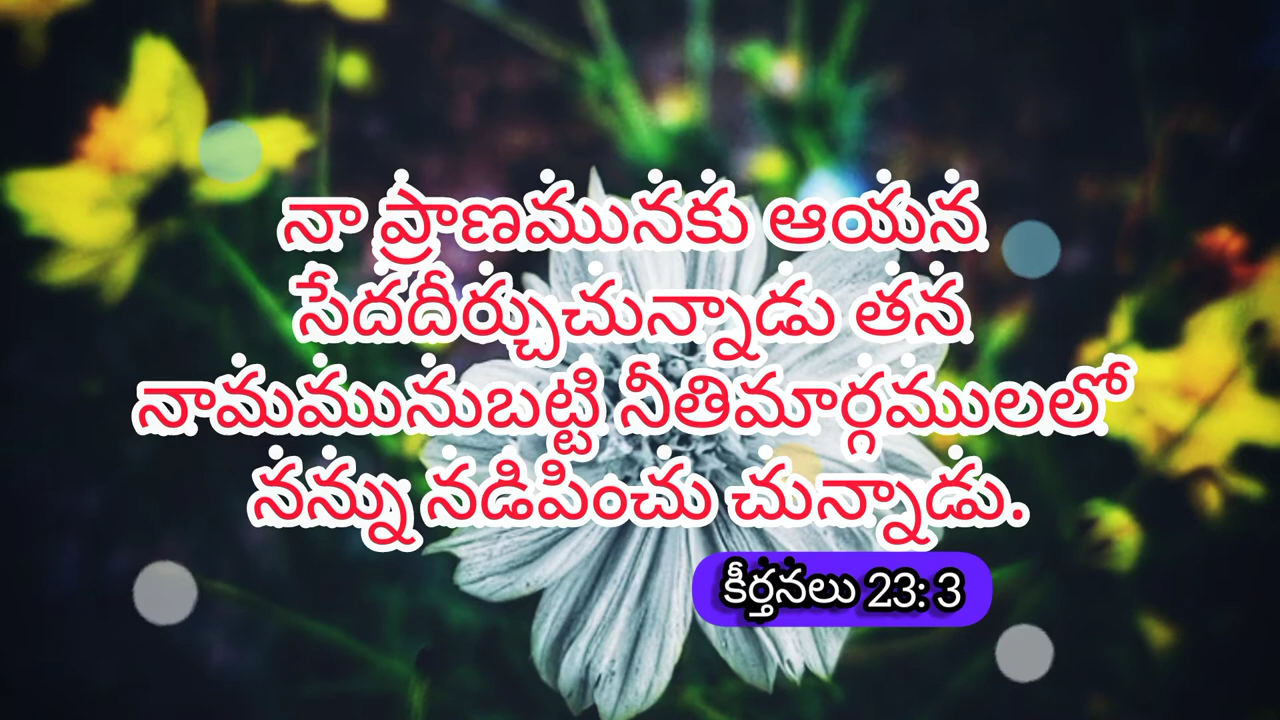 నా ప్రాణమునకు ఆయన
సేదదీర్చుచున్నాడు తన
నామమునుబట్టి నీతిమార్గములలో
నన్ను నడిపించు చున్నాడు.
కీర్తనలు 23: 3